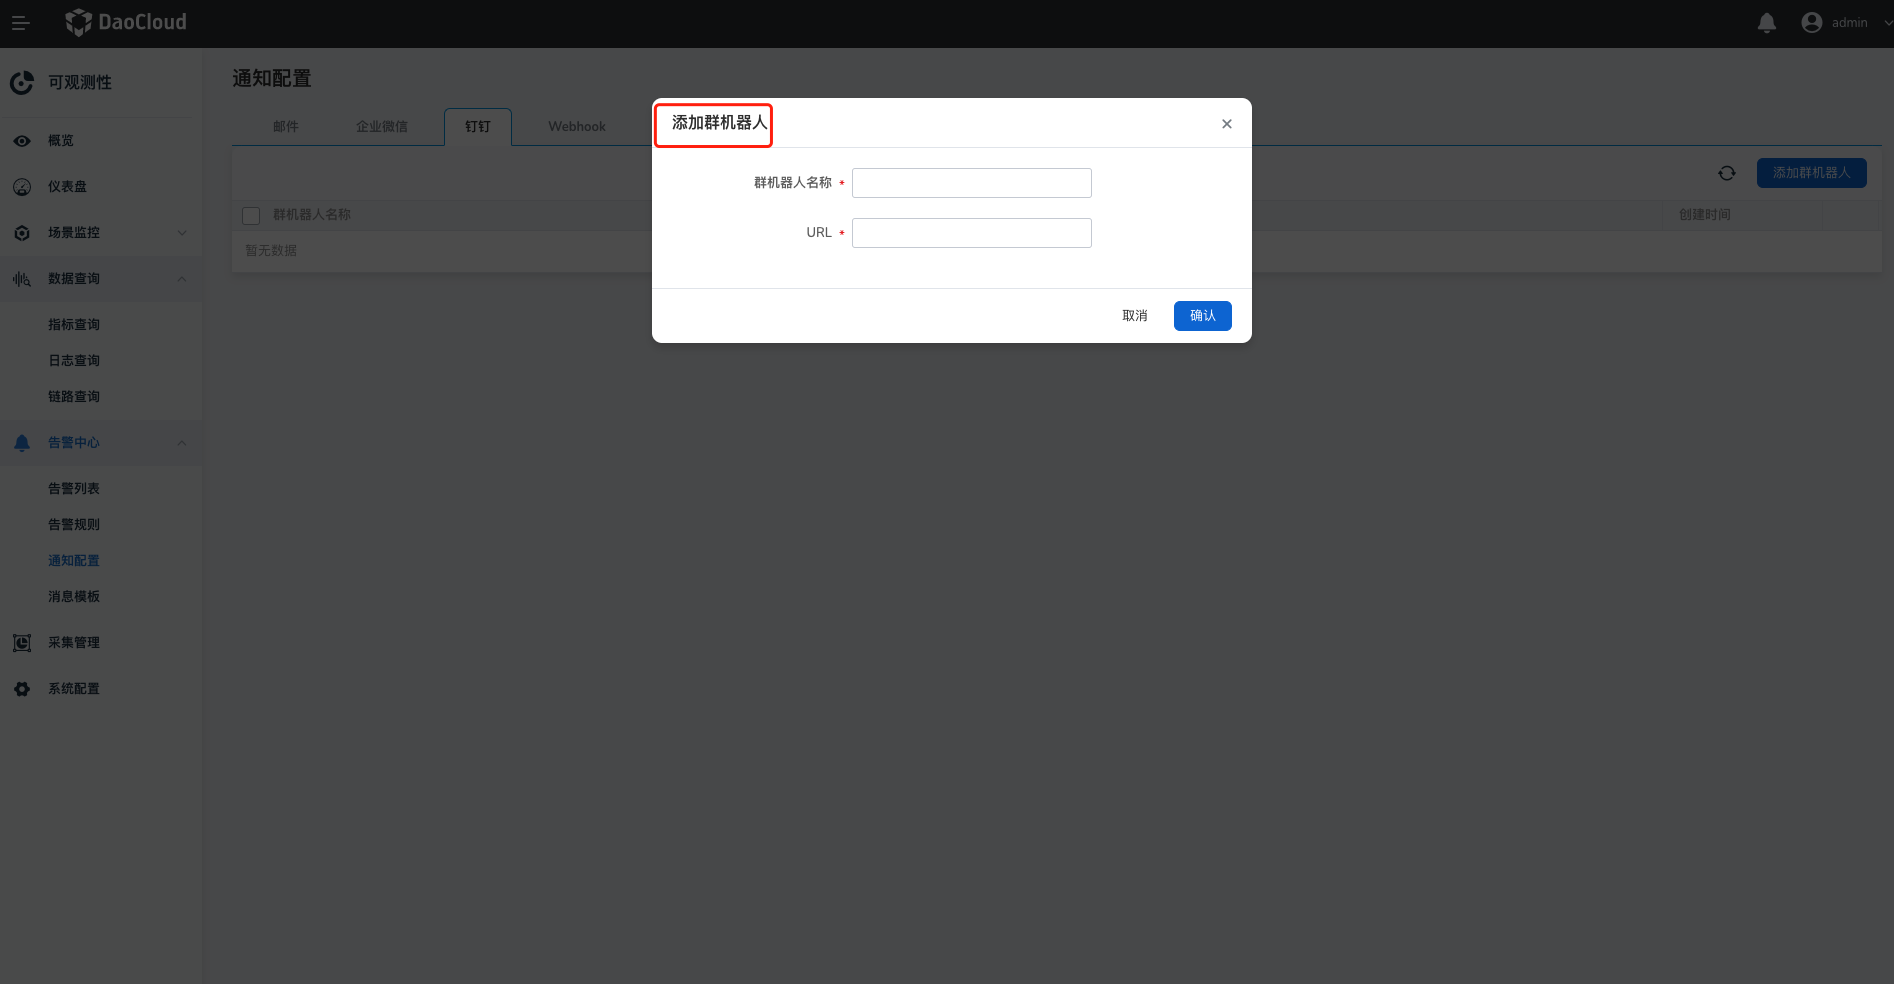 DaoCloud
admin
可观测性
概览
仪表盘
场景监控
数据查询
指标查询
日志查询
链路查询
告警中心
告警列表
告警规则
通知配置
消息模板
采集管理
系统配置
通知配置
邮件
企业微信
钉钉
Webhook
添加群机器人
群机器人名称
创建时间
暂无数据
添加群机器人
群机器人名称 *
URL *
取消
确认